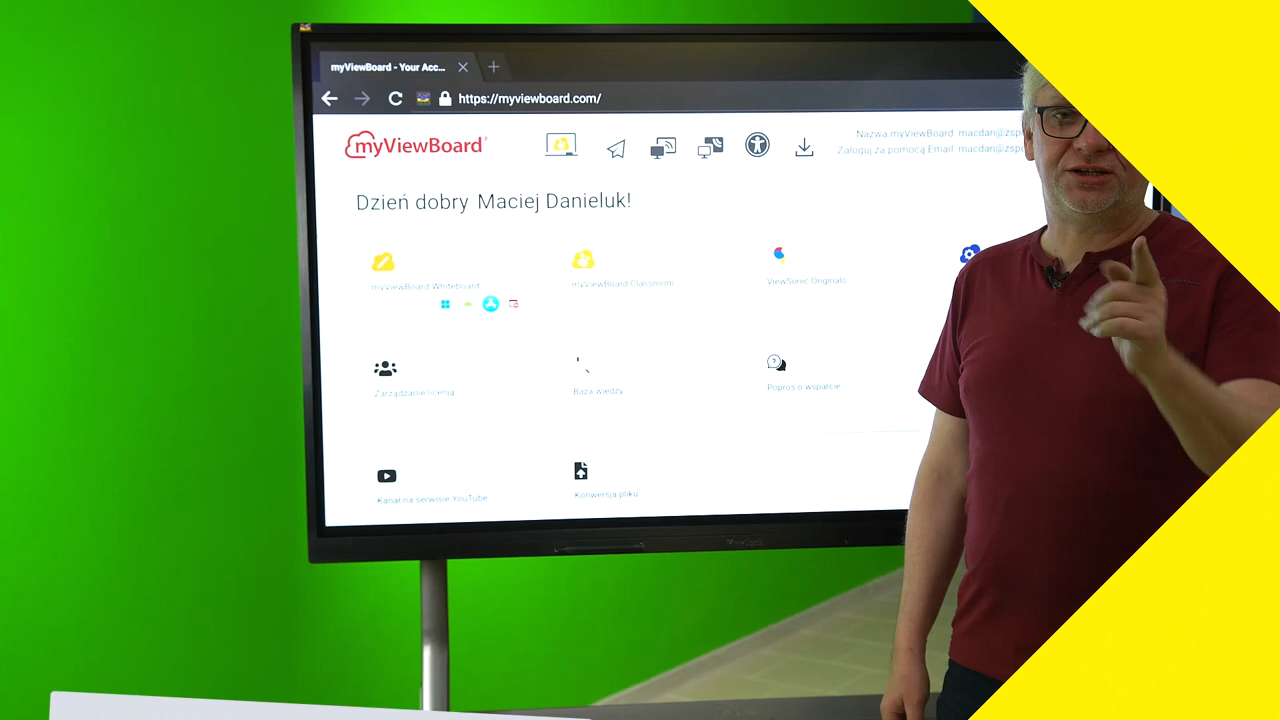 myViewBoard - Your Acc...
https://myviewboard.com/
myViewBoard
Nazwa myViewBoard macdan@zsp
Zaloguj za pomocą Email macdan@zsp
Dzień dobry Maciej Danieluk!
myViewBoard Whiteboard
myViewBoard Classroom
ViewSonic Originals
Zarządzanie licenją
Baza wiedzy
Poproś o wsparcie
Kanał na serwisie YouTube
Konwersja pliku
ViewSonic